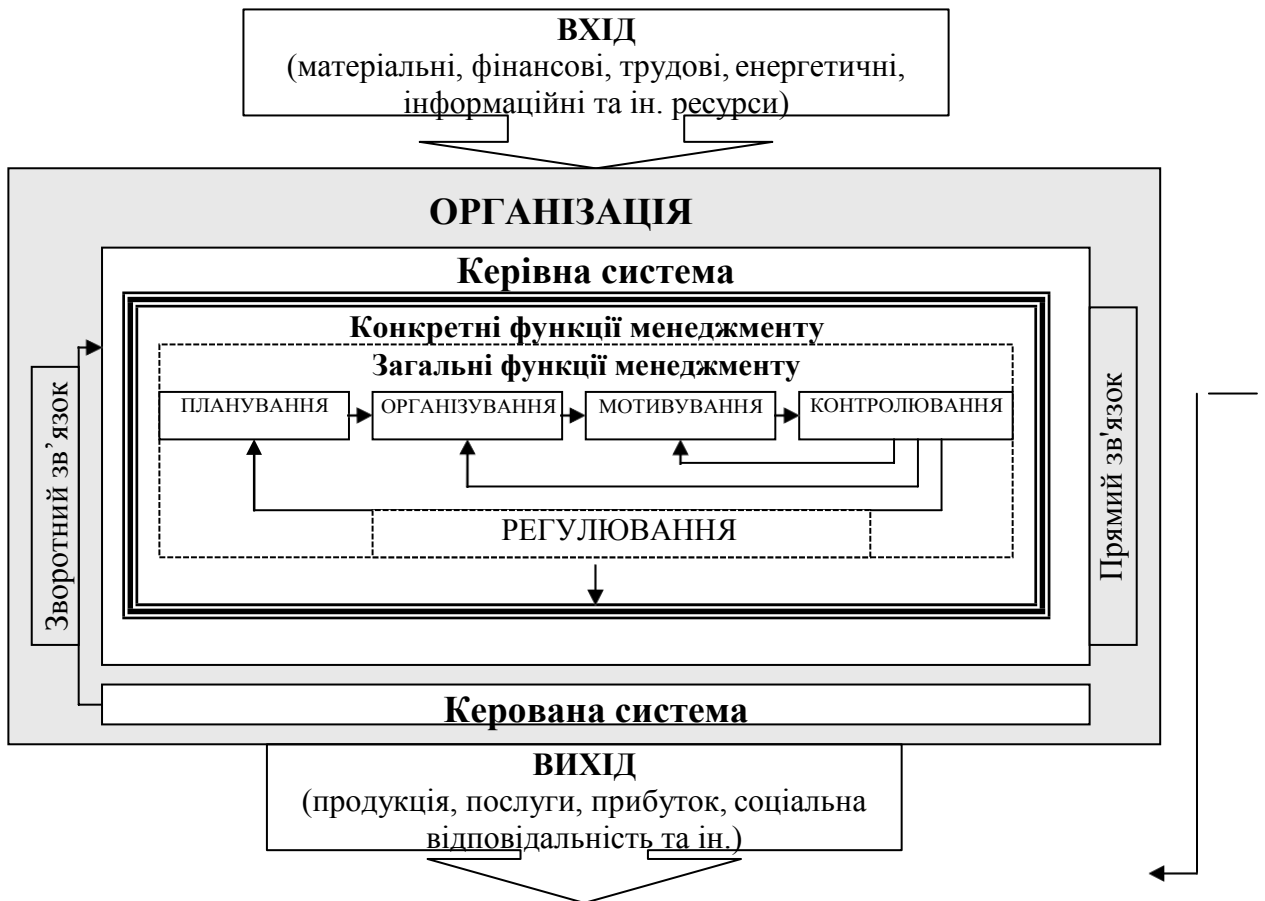 ВХІД
(матеріальні, фінансові, трудові, енергетичні,
інформаційні та ін. ресурси)
ОРГАНІЗАЦІЯ
Керівна система
Конкретні функції менеджменту
Загальні функції менеджменту
ПЛАНУВАННЯ
ОРГАНІЗУВАННЯ
МОТИВУВАННЯ
КОНТРОЛЮВАННЯ
РЕГУЛЮВАННЯ
Зворотний зв’язок
Прямий зв'язок
Керована система
ВИХІД
(продукція, послуги, прибуток, соціальна
відповідальність та ін.)